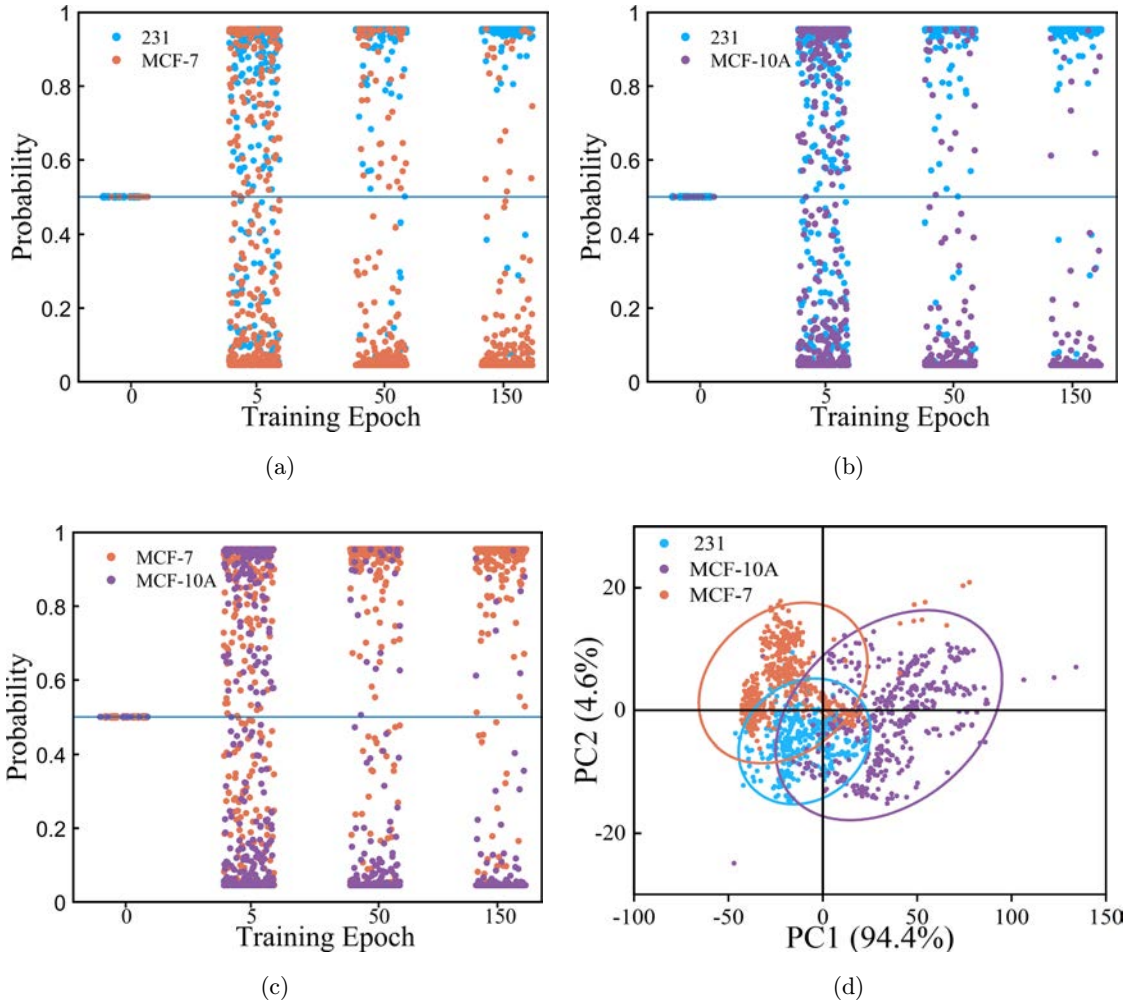 1
0.8
0.6
0.4
0.2
0
231
MCF-7
Probability
0 5 50 150
Training Epoch
(a)
1
0.8
0.6
0.4
0.2
0
231
MCF-10A
Probability
0 5 50 150
Training Epoch
(b)
1
0.8
0.6
0.4
0.2
0
MCF-7
MCF-10A
Probability
0 5 50 150
Training Epoch
(c)
231
MCF-10A
MCF-7
20
0
-20
PC2 (4.6%)
-100 -50 0 50 100 150
PC1 (94.4%)
(d)